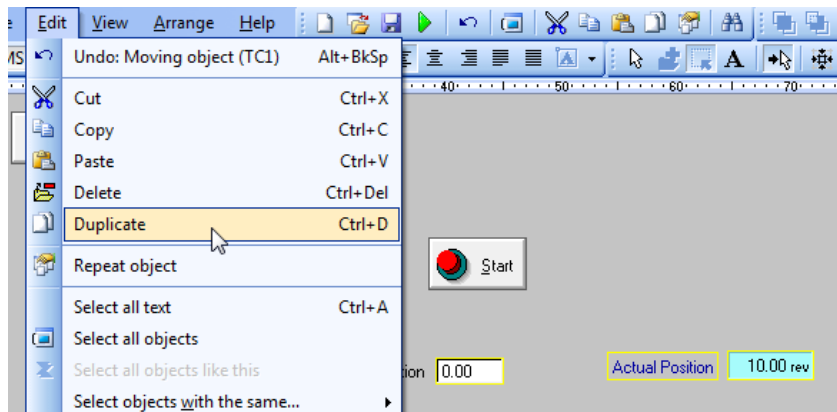 Edit View Arrange Help
Undo: Moving object (TC1) Alt+BkSp
40 50 60 70
Cut Ctrl+X
Copy Ctrl+C
Paste Ctrl+V
Delete Ctrl+Del
Duplicate Ctrl+D
Repeat object
Start
Select all text Ctrl+A
Select all objects
Select all objects like this
0.00
Actual Position 10.00 rev
Select objects with the same...